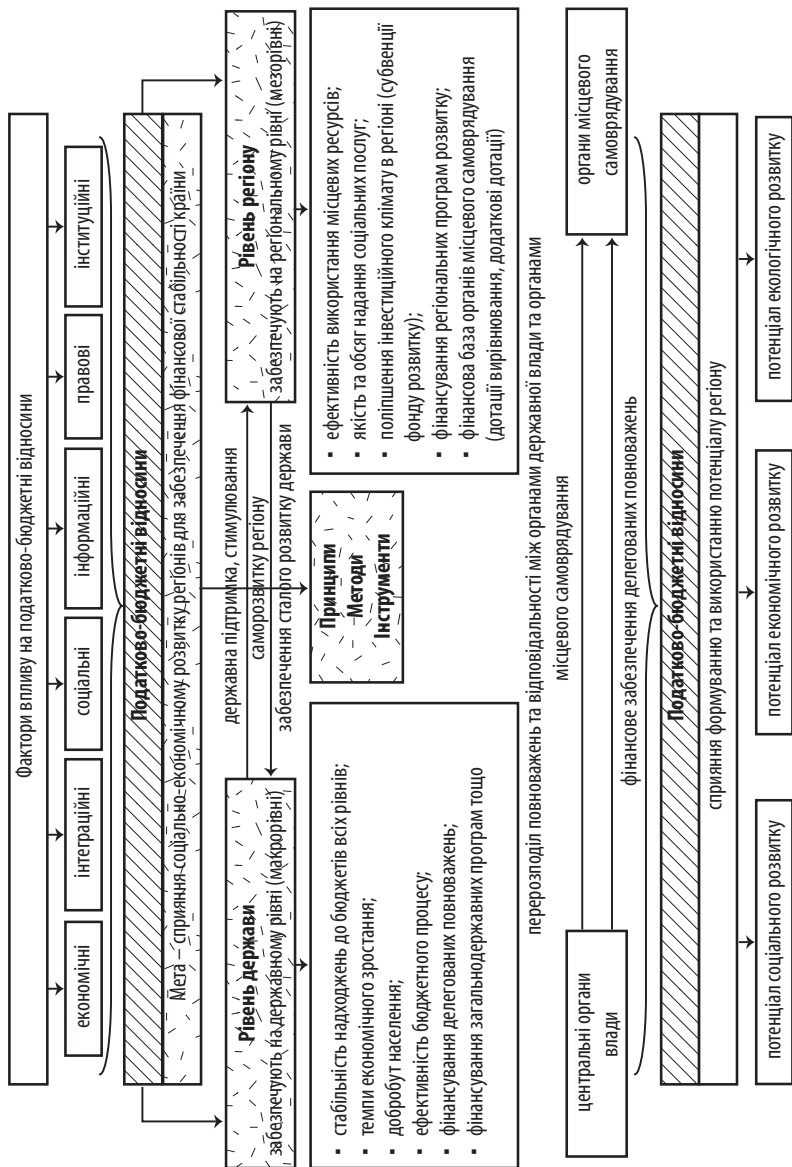 Фактори впливу на податково-бюджетні відносини
економічні
інтеграційні
соціальні
інформаційні
правові
інституційні
Податково-бюджетні відносини
Мета – сприяння соціально-економічному розвитку регіонів для забезпечення фінансової стабільності країни
Рівень держави
забезпечують на державному рівні (макрорівні)
державна підтримка, стимулювання
саморозвитку регіону
забезпечення сталого розвитку держави
Рівень регіону
забезпечують на регіональному рівні (мезорівні)
▪ стабільність надходжень до бюджетів всіх рівнів;
▪ темпи економічного зростання;
▪ добробут населення;
▪ ефективність бюджетного процесу;
▪ фінансування делегованих повноважень;
▪ фінансування загальнодержавних програм тощо
Принципи
Методи
Інструменти
▪ ефективність використання місцевих ресурсів;
▪ якість та обсяг надання соціальних послуг;
▪ поліпшення інвестиційного клімату в регіоні (субвенції
фонду розвитку);
▪ фінансування регіональних програм розвитку;
▪ фінансова база органів місцевого самоврядування
(дотації вирівнювання, додаткові дотації)
перерозподіл повноважень та відповідальності між органами державної влади та органами
місцевого самоврядування
центральні органи
влади
органи місцевого
самоврядування
фінансове забезпечення делегованих повноважень
Податково-бюджетні відносини
сприяння формуванню та використанню потенціалу регіону
потенціал соціального розвитку
потенціал економічного розвитку
потенціал екологічного розвитку